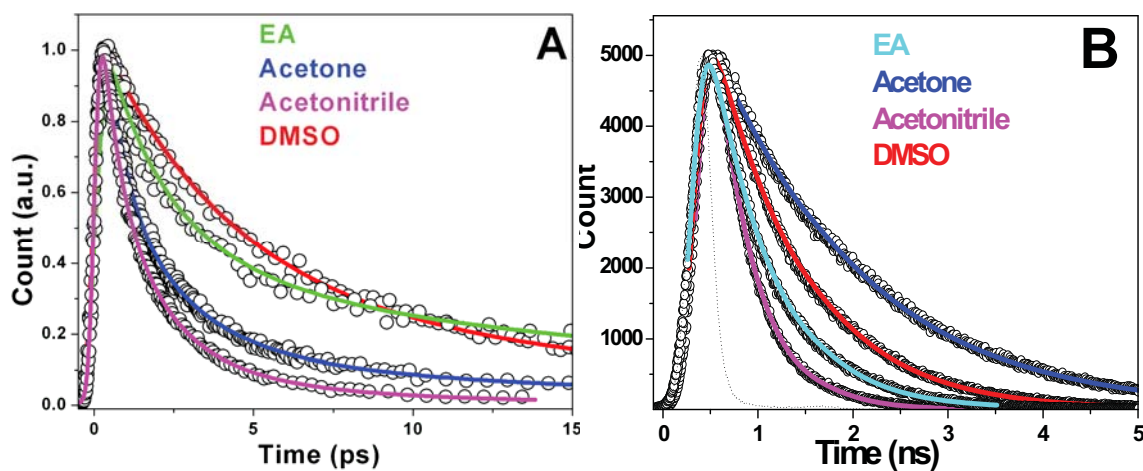 A
EA
Acetone
Acetonitrile
DMSO
Count (a.u.)
1.0
0.8
0.6
0.4
0.2
0.0
0
5
10
15
Time (ps)
B
EA
Acetone
Acetonitrile
DMSO
Count
5000
4000
3000
2000
1000
0
1
2
3
4
5
Time (ns)